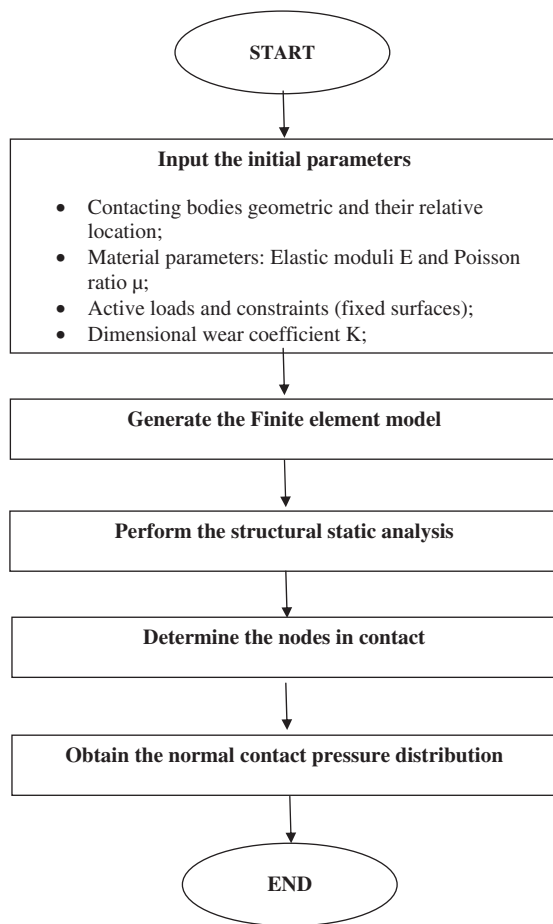 START
Input the initial parameters
• Contacting bodies geometric and their relative
location;
• Material parameters: Elastic moduli E and Poisson
ratio μ;
• Active loads and constraints (fixed surfaces);
• Dimensional wear coefficient K;
Generate the Finite element model
Perform the structural static analysis
Determine the nodes in contact
Obtain the normal contact pressure distribution
END